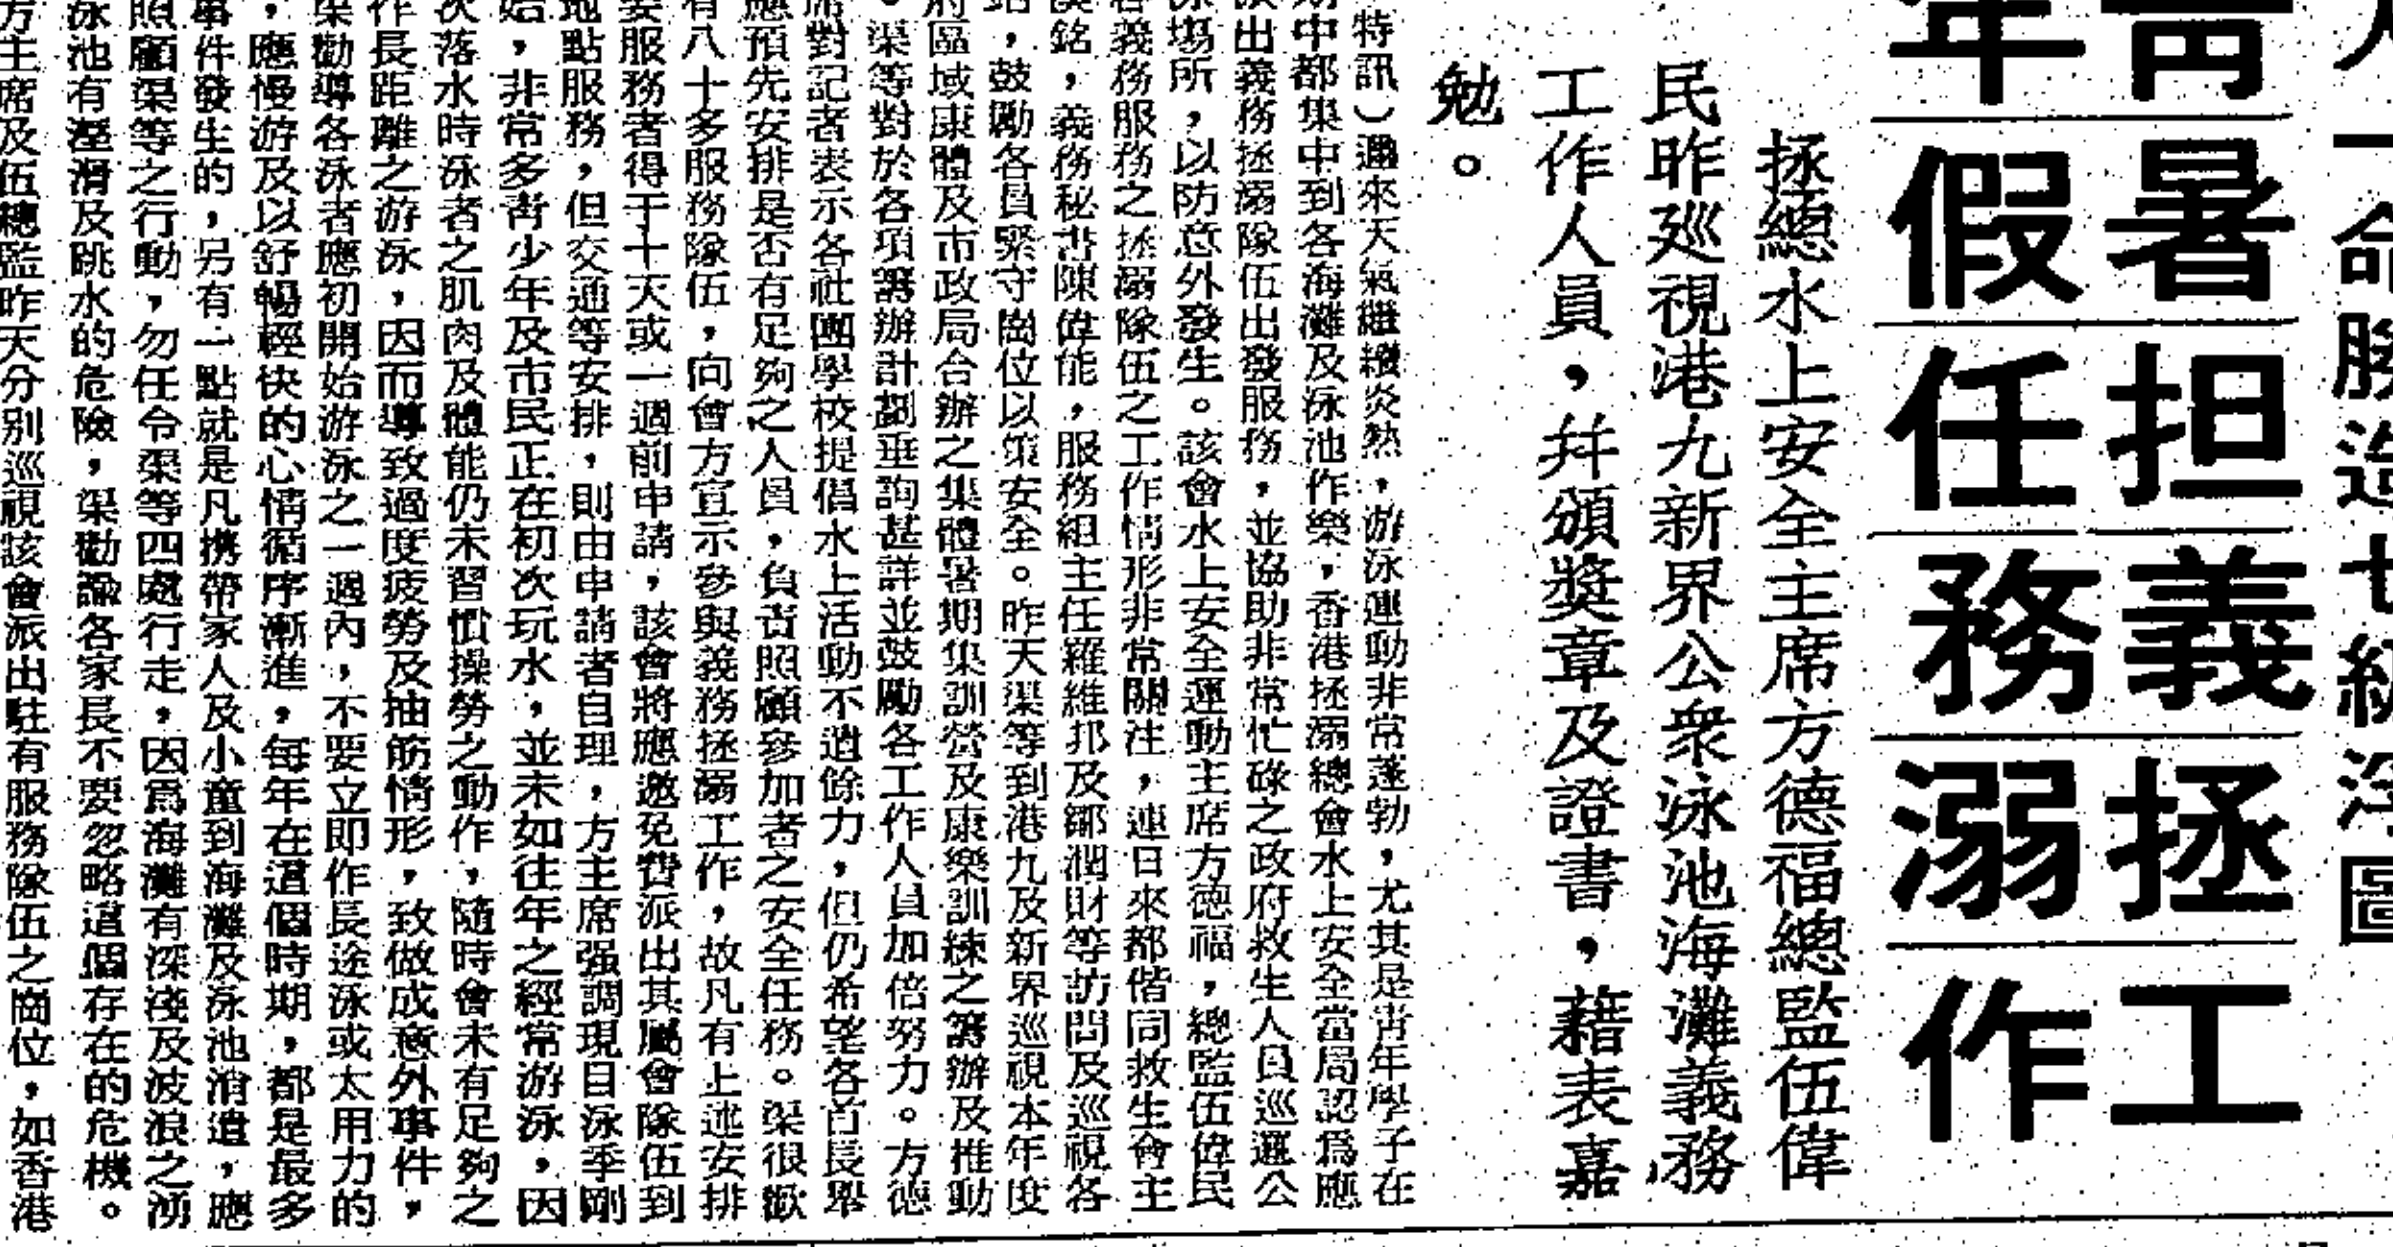 青年
暑假
担任
義務
拯溺
工作
拯總水上安全主席方德福總監伍偉
民昨廵視港九新界公衆泳池海灘義務
工作人員，并頒獎章及證書，藉表嘉
勉。
特訊）邇來天氣繼續炎熱，游泳運動非常蓬勃，尤其是靑年學子在
期中都集中到各海灘及泳池作樂，香港拯溺總會水上安全當局認爲應
派出義務拯溺隊伍出發服務，並協助非常忙碌之政府救生人員巡邏公
泳塲所，以防意外發生。該會水上安全運動主席方德福，總監伍偉民
義務服務之拯溺隊伍之工作情形非常關注，連日來都偕同救生會主
銘，義務秘書陳偉能，服務組主任羅維邦及鄒潤財等訪問及巡視各
站，鼓勵各員緊守崗位以策安全。昨天渠等到港九及新界巡視本年度
府區域康體及市政局合辦之集體暑期集訓營及康樂訓練之籌辦及推動
。渠等對於各項籌辦計劃垂詢甚詳並鼓勵各工作人員加倍努力。方德
席對記者表示各社團學校提倡水上活動不遺餘力，但仍希望各首長舉
應預先安排是否有足夠之人員，負責照顧參加者之安全任務。渠很歡
有八十多服務隊伍，向會方宣示參與義務拯溺工作，故凡有上述安排
要服務者得于十天或一週前申請，該會將應邀免費派出其屬會隊伍到
地點服務，但交通等安排，則由申請者自理，方主席强調現目泳季剛
始，非常多靑少年及市民正在初次玩水，並未如往年之經常游泳，因
次落水時泳者之肌肉及體能仍未習慣操勞之動作，隨時會未有足夠之
作長距離之游泳，因而導致過度疲勞及抽筋情形，致做成意外事件，
渠勸導各泳者應初開始游泳之一週內，不要立即作長途泳或太用力的
，應慢游及以舒暢輕快的心情循序漸進，每年在這個時期，都是最多
事件發生的，另有一點就是凡携帶家人及小童到海灘及泳池消遣，應
照顧渠等之行動，勿任令渠等四處行走，因爲海灘有深淺及波浪之湧
泳池有溼滑及跳水的危險，渠勸諭各家長不要忽略這個存在的危機。
方主席及伍總監昨天分別巡視該會派出駐有服務隊伍之崗位，如香港
一命勝造七級浮圖